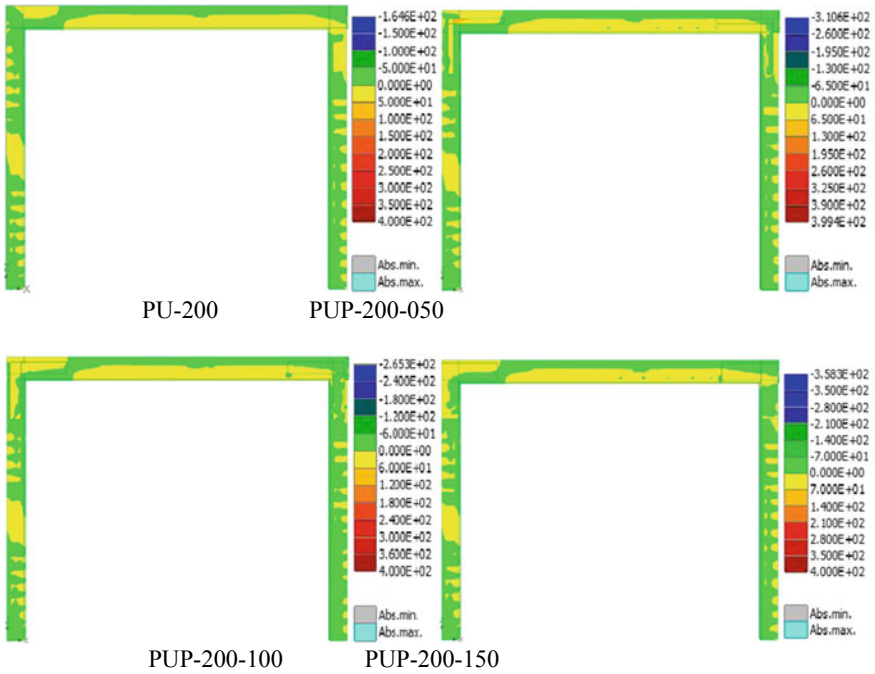 -1.646E+02
-1.500E+02
-1.000E+02
-5.000E+01
0.000E+00
5.000E+01
1.000E+02
1.500E+02
2.000E+02
2.500E+02
3.000E+02
3.500E+02
4.000E+02
Abs.min.
Abs.max.
X
-3.106E+02
-2.600E+02
-1.950E+02
-1.300E+02
-6.500E+01
0.000E+00
6.500E+01
1.300E+02
1.950E+02
2.600E+02
3.250E+02
3.900E+02
3.994E+02
Abs.min.
Abs.max.
PU-200 PUP-200-050
-2.653E+02
-2.400E+02
-1.800E+02
-1.200E+02
-6.000E+01
0.000E+00
6.000E+01
1.200E+02
1.800E+02
2.400E+02
3.000E+02
3.600E+02
4.000E+02
Abs.min.
Abs.max.
-3.583E+02
-3.500E+02
-2.800E+02
-2.100E+02
-1.400E+02
-7.000E+01
0.000E+00
7.000E+01
1.400E+02
2.100E+02
2.800E+02
3.500E+02
4.000E+02
Abs.min.
Abs.max.
PUP-200-100 PUP-200-150